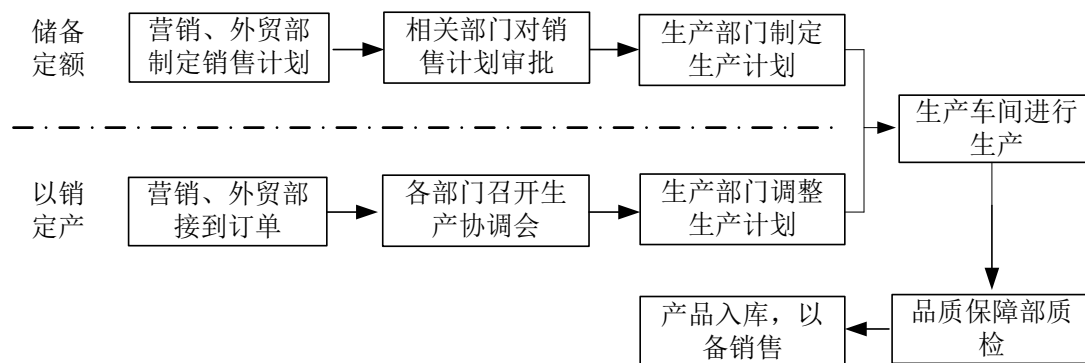 储备
定额
营销、外贸部
制定销售计划
相关部门对销
售计划审批
生产部门制定
生产计划
生产车间进行
生产
以销
定产
营销、外贸部
接到订单
各部门召开生
产协调会
生产部门调整
生产计划
产品入库，以
备销售
品质保障部质
检